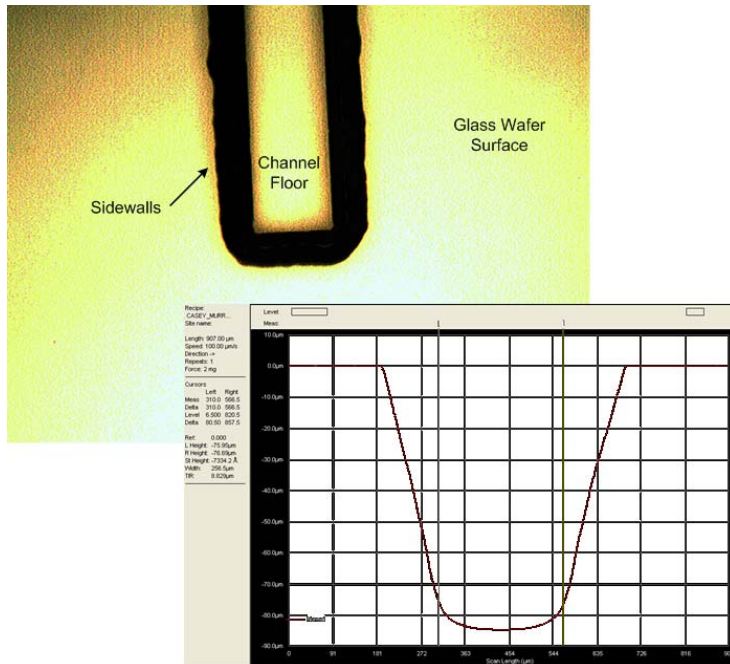 Glass Wafer
Surface
Channel
Floor
Sidewalls
Recipe:
CASEY_MURR...
Site name:
Length: 907.00 µm
Speed: 100.00 µm/s
Direction ->
Repeats: 1
Force: 2 mg
Cursors
Left Right
Meas 310.0 566.5
Delta 310.0 566.5
Level 6.500 820.5
Delta 80.50 857.5
Ref: 0.000
L Height: -75.95µm
R Height: -76.69µm
St Height: -7334.2 Å
Width: 256.5µm
TIR: 8.829µm
Level:
Meas:
10.0µm
0.0µm
-10.0µm
-20.0µm
-30.0µm
-40.0µm
-50.0µm
-60.0µm
-70.0µm
-80.0µm
-90.0µm
0 91 181 272 363 454 544 635 726 816
Scan Length (µm)